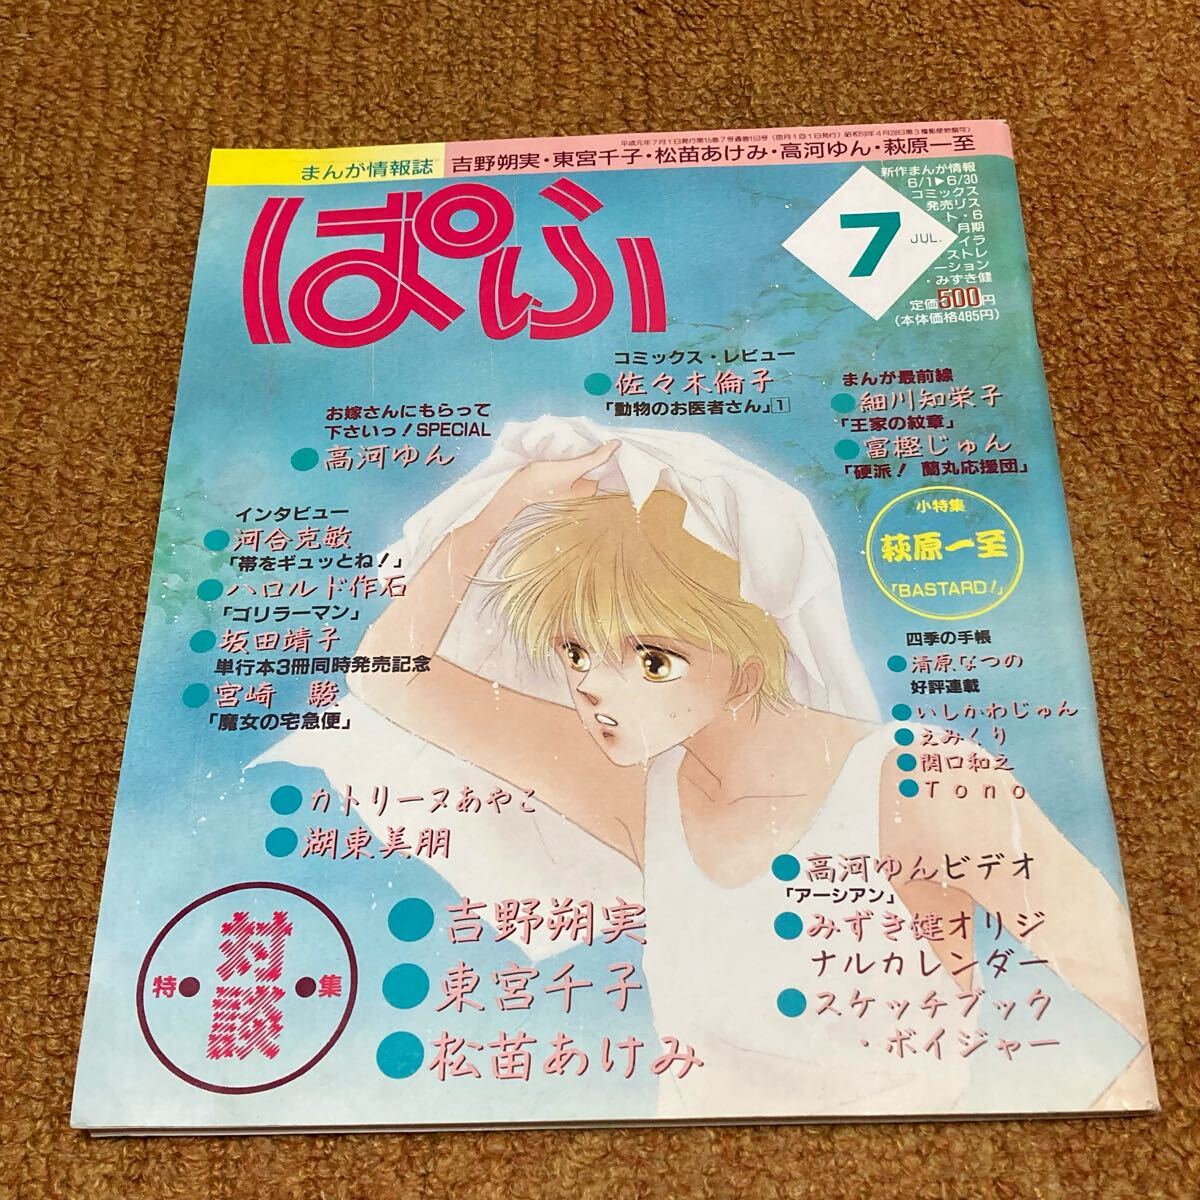 平成元年7月1日発行第15巻7号通巻153号（毎月1回1日発行）昭和58年4月28日第3種郵便物認可）
まんが情報誌
吉野朔実・東宮千子・松苗あけみ・高河ゆん・萩原一至
ぱふ
7
JUL.
新作まんが情報
6/1▶6/30
コミックス
発売リス
ト・6
月期
イラ
ストレ
ーション
・みずき健
定価500円
（本体価格485円）
コミックス・レビュー
●佐々木倫子
「動物のお医者さん」1
まんが最前線
●細川知栄子
「王家の紋章」
●富樫じゅん
「硬派！ 蘭丸応援団」
お嫁さんにもらって
下さいっ！SPECIAL
●高河ゆん
小特集
萩原一至
「BASTARD！」
インタビュー
●河合克敏
「帯をギュッとね！」
●ハロルド作石
「ゴリラーマン」
●坂田靖子
単行本3冊同時発売記念
●宮崎 駿
「魔女の宅急便」
四季の手帳
●清原なつの
好評連載
●いしかわじゅん
●えみくり
●関口和之
●Tono
●カトリーヌあやこ
●湖東美朋
特●対談●集
●吉野朔実
●東宮千子
●松苗あけみ
●高河ゆんビデオ
「アーシアン」
●みずき健オリジ
ナルカレンダー
●スケッチブック
・ボイジャー